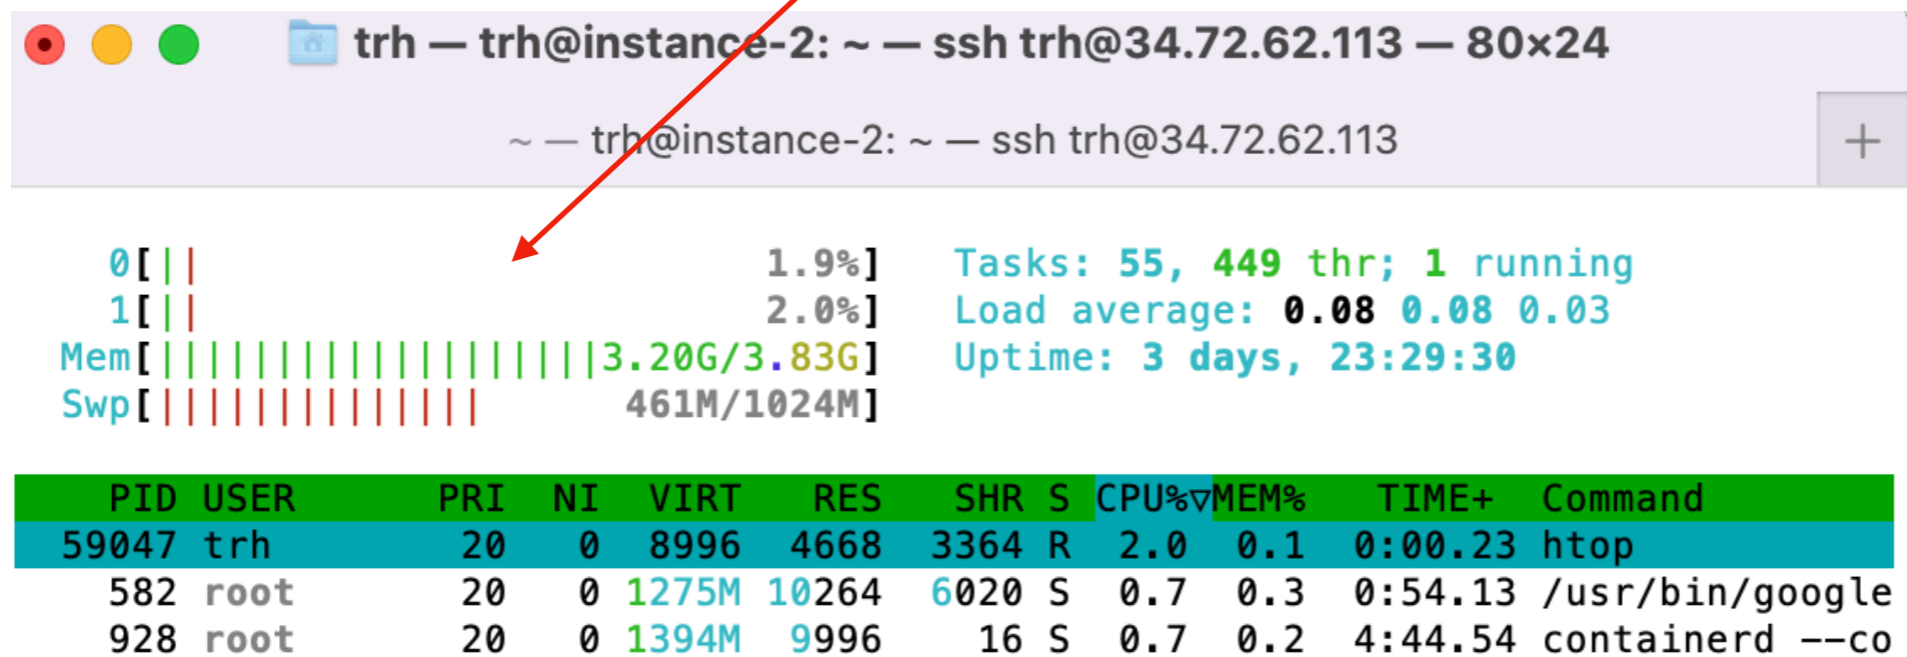 trh — trh@instance-2: ~ — ssh trh@34.72.62.113 — 80×24
~ — trh@instance-2: ~ — ssh trh@34.72.62.113 +
0[|| 1.9%] Tasks: 55, 449 thr; 1 running
1[|| 2.0%] Load average: 0.08 0.08 0.03
Mem[|||||||||||||||||||3.20G/3.83G] Uptime: 3 days, 23:29:30
Swp[|||||||||||||| 461M/1024M]
PID USER PRI NI VIRT RES SHR S CPU%▽MEM% TIME+ Command
59047 trh 20 0 8996 4668 3364 R 2.0 0.1 0:00.23 htop
582 root 20 0 1275M 10264 6020 S 0.7 0.3 0:54.13 /usr/bin/google
928 root 20 0 1394M 9996 16 S 0.7 0.2 4:44.54 containerd --co